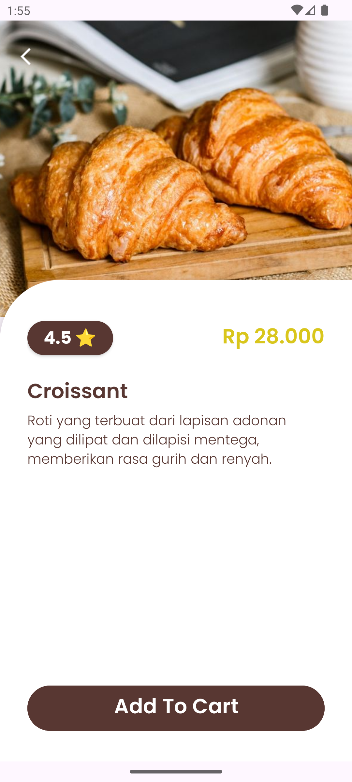 1:55
4.5 ⭐
Rp 28.000
Croissant
Roti yang terbuat dari lapisan adonan
yang dilipat dan dilapisi mentega,
memberikan rasa gurih dan renyah.
Add To Cart